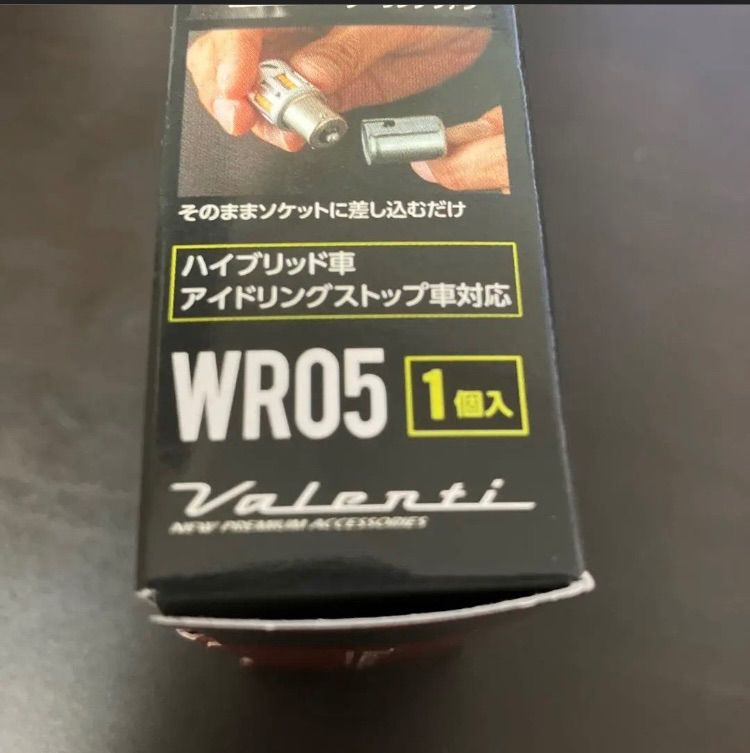 そのままソケットに差し込むだけ
ハイブリッド車
アイドリングストップ車対応
WR05
1個入
Valenti
NEW PREMIUM ACCESSORIES